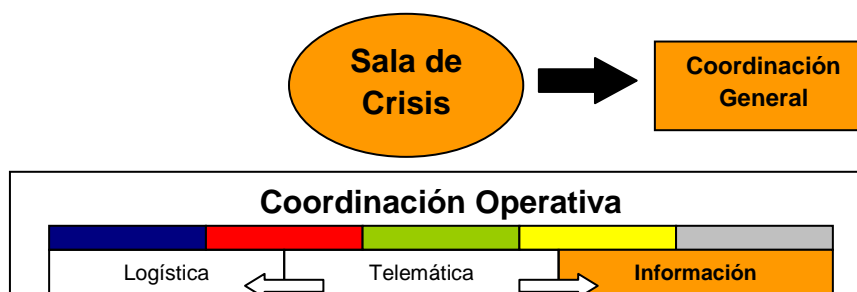 Sala de
Crisis
Coordinación
General
Coordinación Operativa
Logística
Telemática
Información